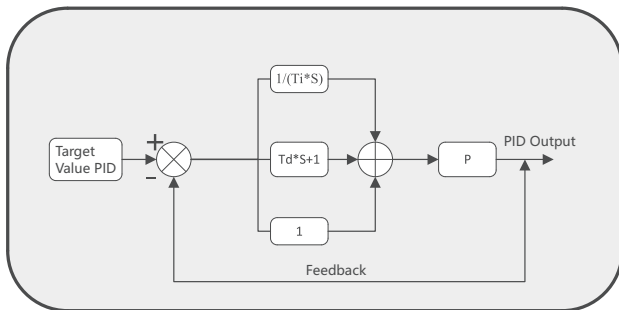 1/(Ti*S)
+
Target
Value PID
−
Td*S+1
P
PID Output
1
Feedback